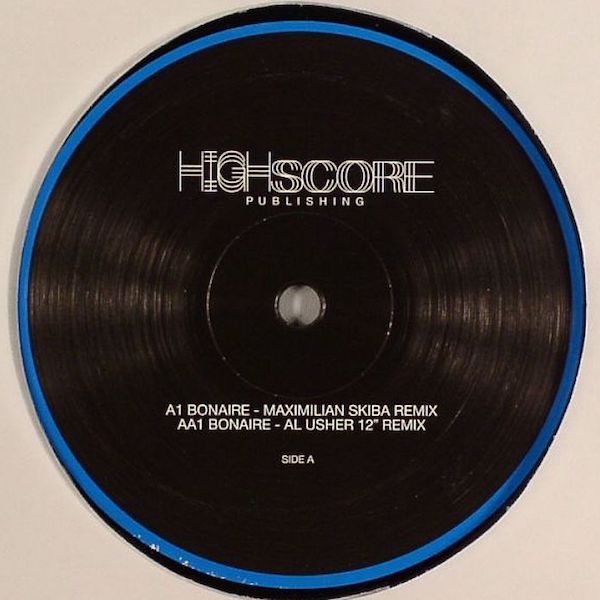 HIGHSCORE
PUBLISHING
A1 BONAIRE - MAXIMILIAN SKIBA REMIX
AA1 BONAIRE - AL USHER 12” REMIX
SIDE A